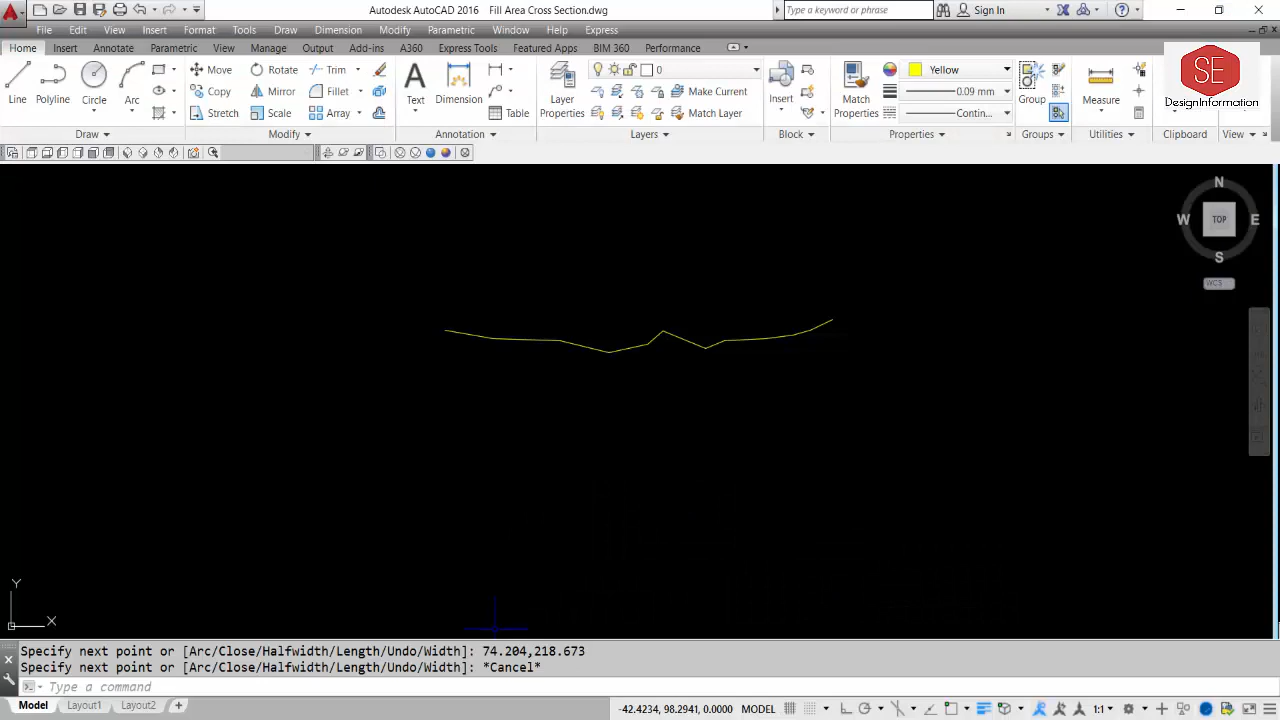 Autodesk AutoCAD 2016 Fill Area Cross Section.dwg
Type a keyword or phrase
Sign In
File Edit View Insert Format Tools Draw Dimension Modify Parametric Window Help Express
Home Insert Annotate Parametric View Manage Output Add-ins A360 Express Tools Featured Apps BIM 360 Performance
Line Polyline Circle Arc
Move Rotate Trim
Copy Mirror Fillet
Stretch Scale Array
Text Dimension Table
Layer Properties
0
Make Current
Match Layer
Insert
Match Properties
Yellow
0.09 mm
Contin...
Group
Measure
SE
DesignInformation
Draw Modify Annotation Layers Block Properties Groups Utilities Clipboard View
N
W TOP E
S
WCS
Y
X
Specify next point or [Arc/Close/Halfwidth/Length/Undo/Width]: 74.204,218.673
Specify next point or [Arc/Close/Halfwidth/Length/Undo/Width]: *Cancel*
Type a command
Model Layout1 Layout2 +
-42.4234, 98.2941, 0.0000 MODEL 1:1